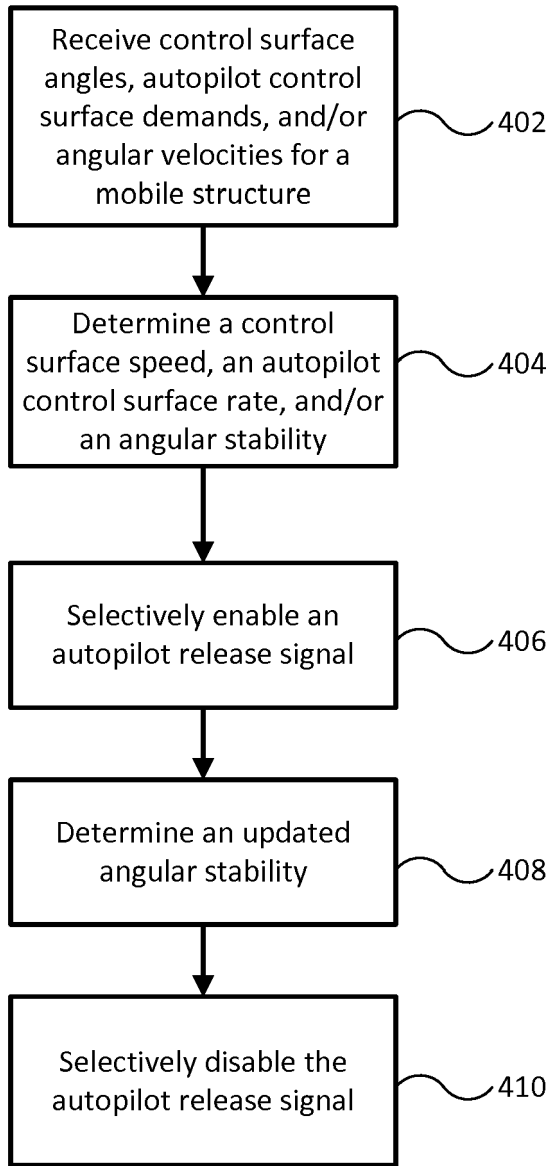 Receive control surface
angles, autopilot control
surface demands, and/or
angular velocities for a
mobile structure
402
Determine a control
surface speed, an autopilot
control surface rate, and/or
an angular stability
404
Selectively enable an
autopilot release signal
406
Determine an updated
angular stability
408
Selectively disable the
autopilot release signal
410